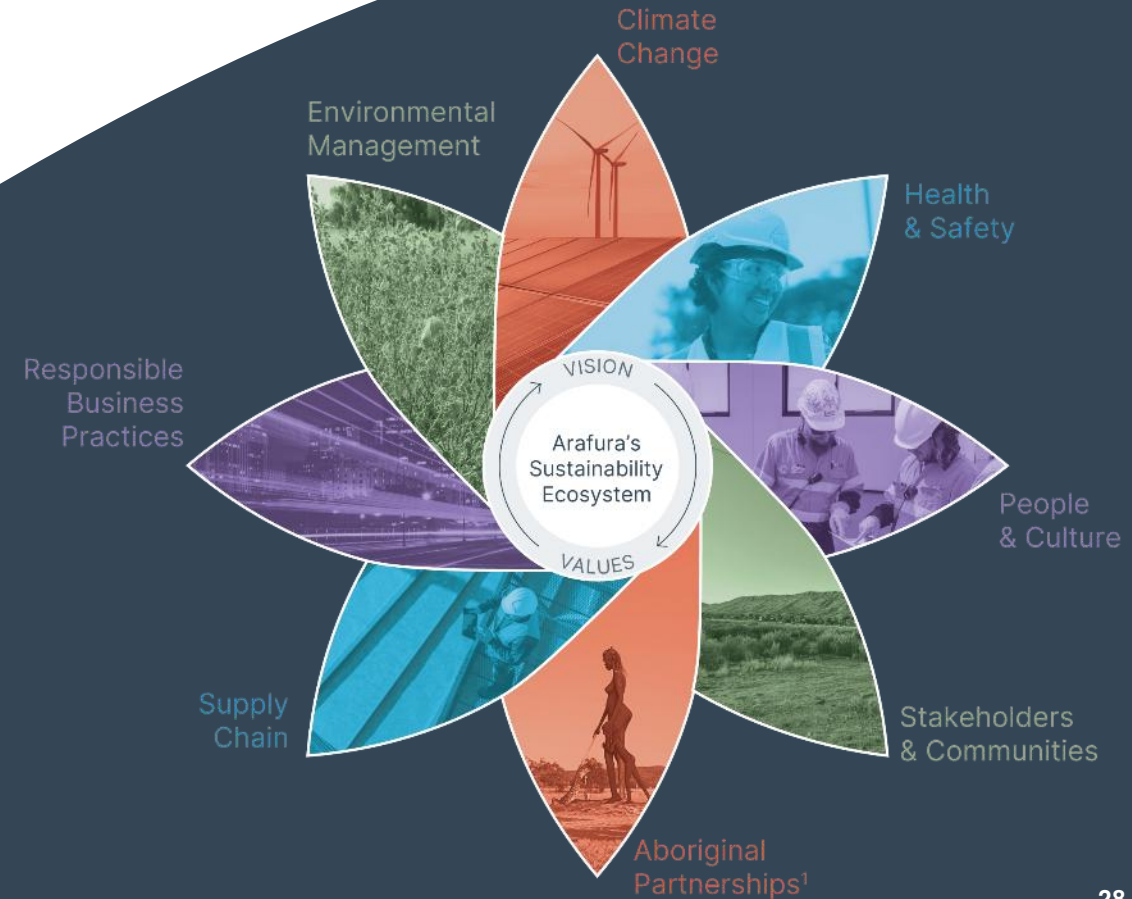 Climate
Change
Environmental
Management
Health
& Safety
VISION
Responsible
Business
Practices
Arafura's
Sustainability
Ecosystem
People
& Culture
VALUES
Supply
Chain
Stakeholders
& Communities
Aboriginal
Partnerships¹
28